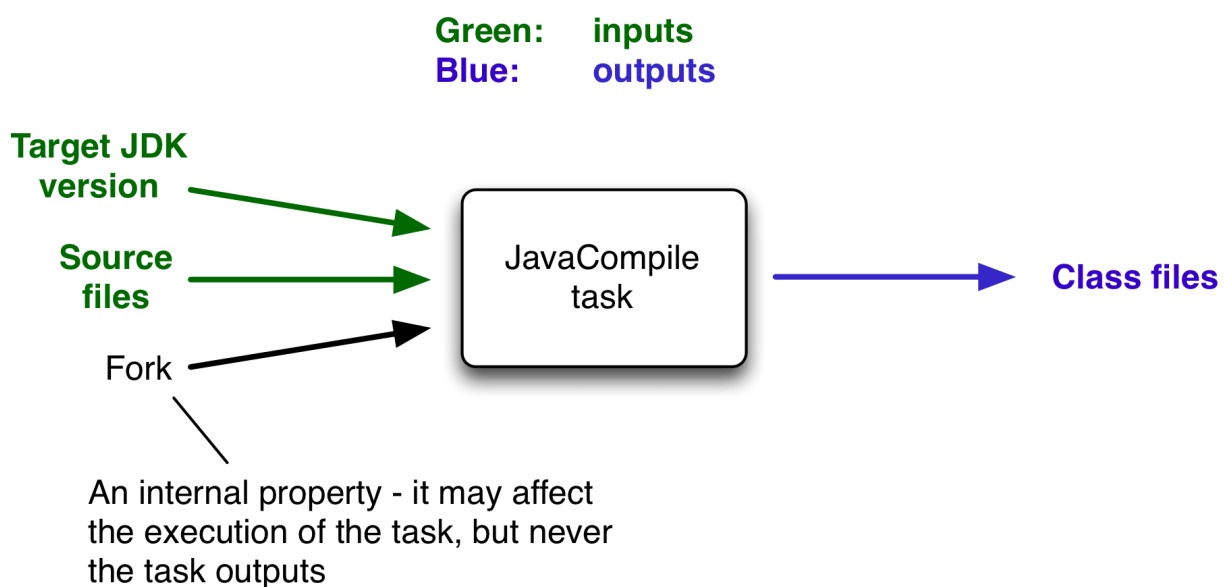 Green: inputs
Blue: outputs
Target JDK
version
Source
files
Fork
JavaCompile
task
Class files
An internal property - it may affect
the execution of the task, but never
the task outputs